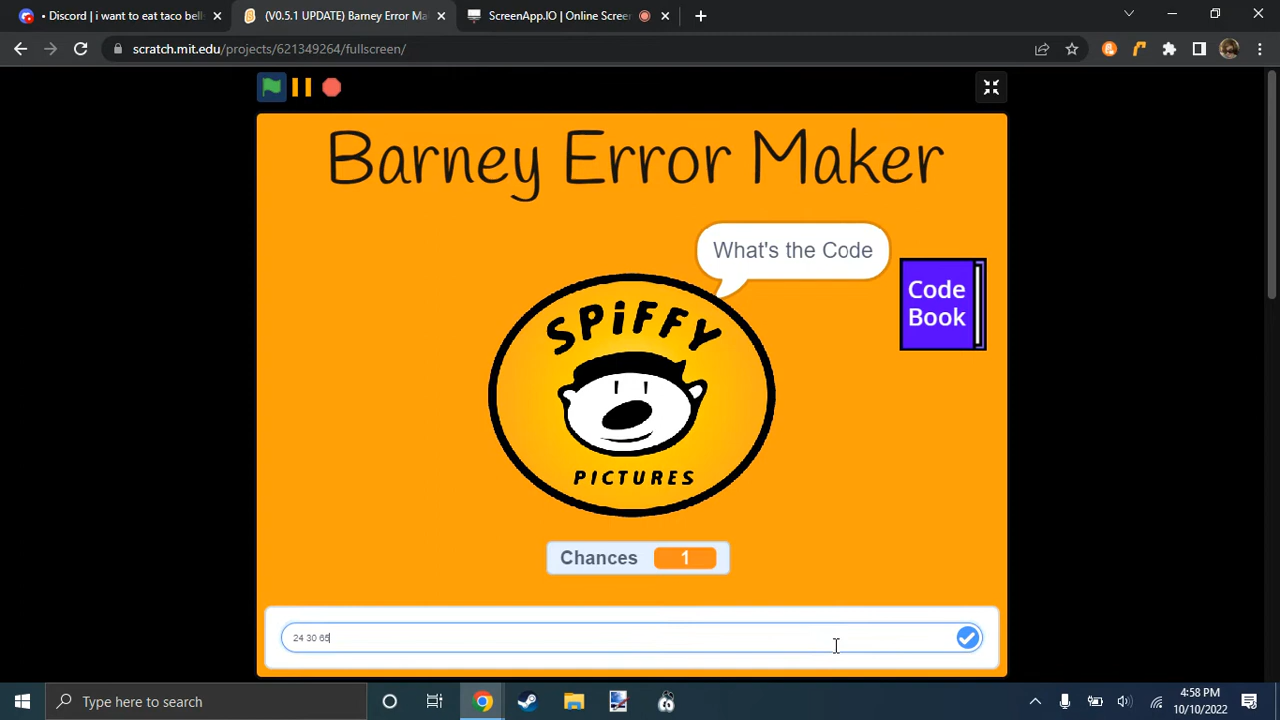 Discord | i want to eat taco bell
(V0.5.1 UPDATE) Barney Error Ma
ScreenApp.IO | Online Scree
scratch.mit.edu/projects/621349264/fullscreen/
Barney Error Maker
What's the Code
Code
Book
SPiFFY
PICTURES
Chances 1
24 30 65
Type here to search
4:58 PM
10/10/2022